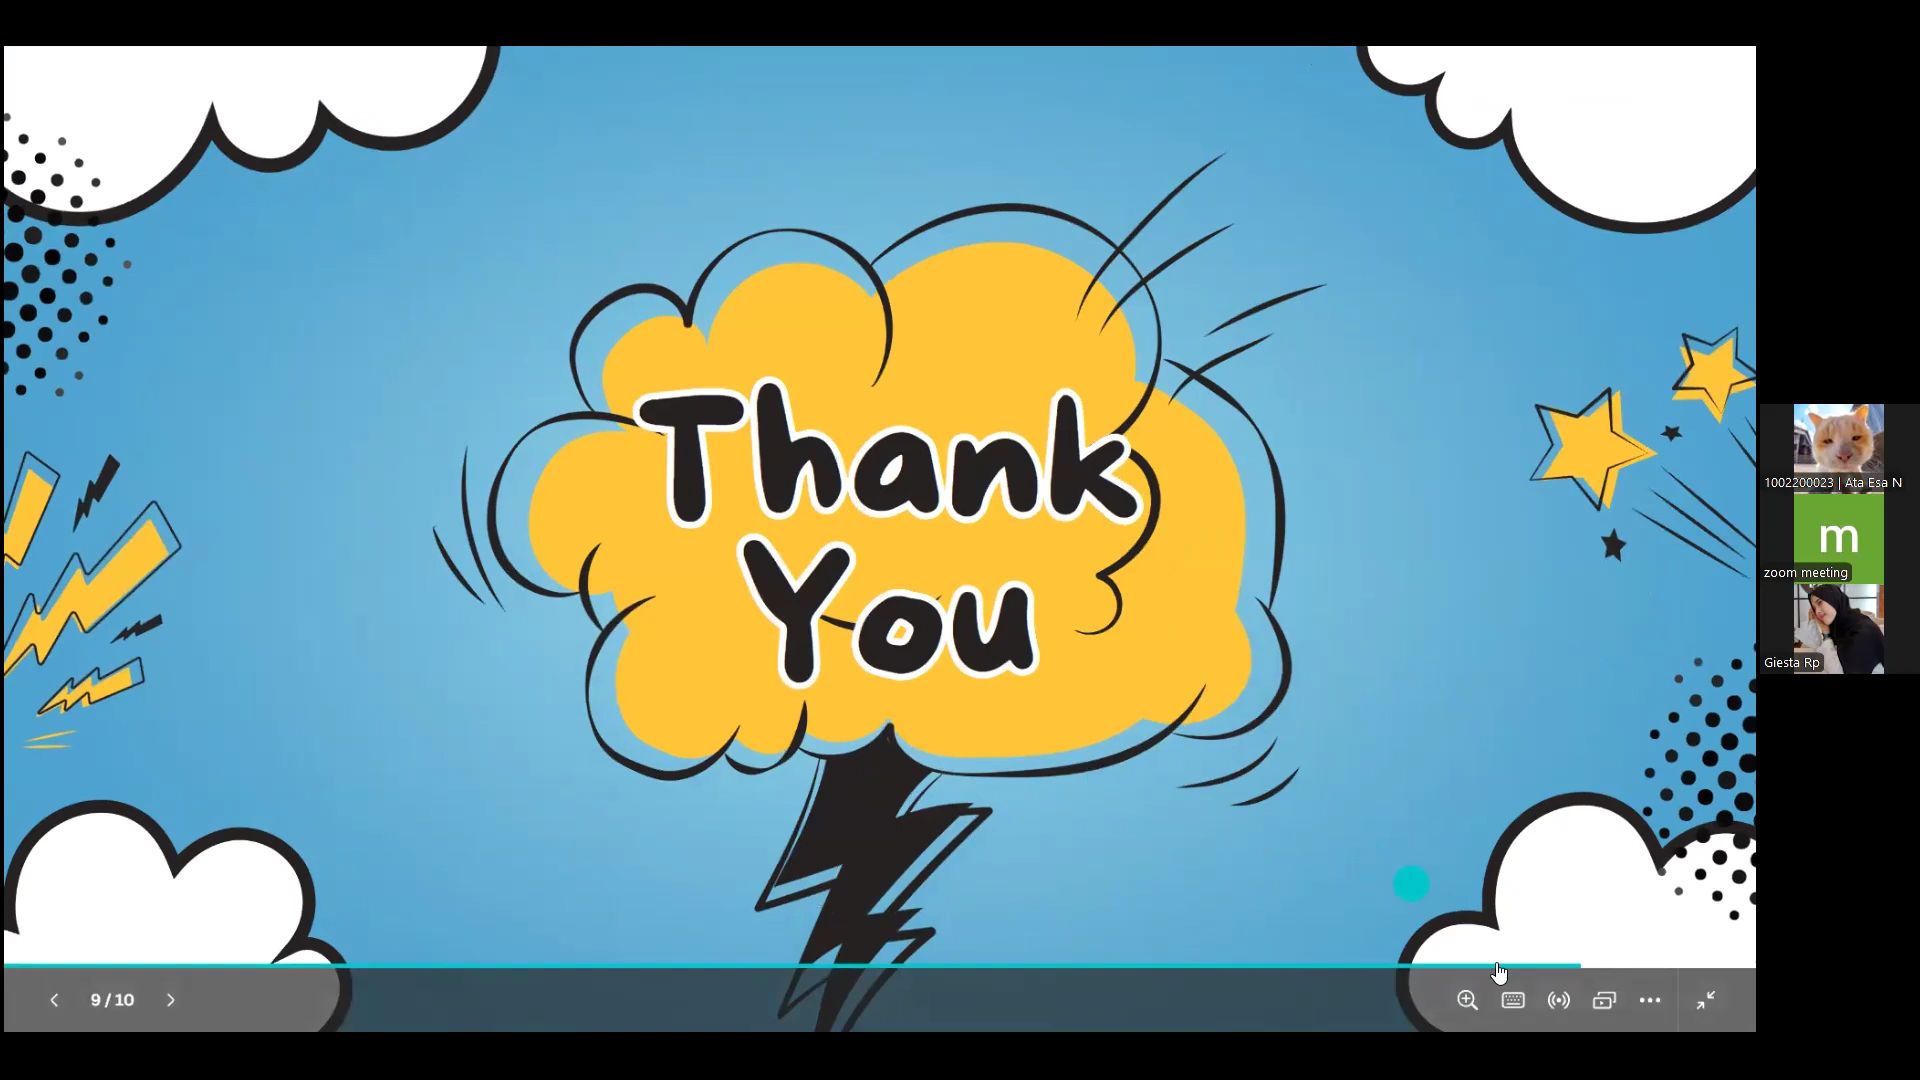 Thank
You
9 / 10
1002200023 | Ata Esa N
m
zoom meeting
Giesta Rp